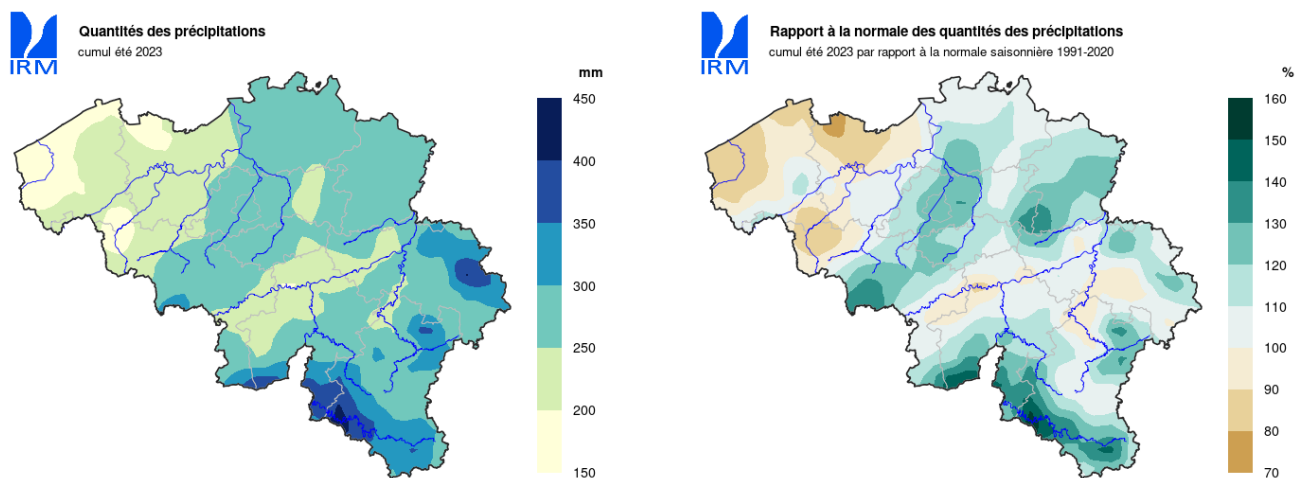 IRM
Quantités des précipitations
cumul été 2023
mm
450
400
350
300
250
200
150
IRM
Rapport à la normale des quantités des précipitations
cumul été 2023 par rapport à la normale saisonnière 1991-2020
%
160
150
140
130
120
110
100
90
80
70